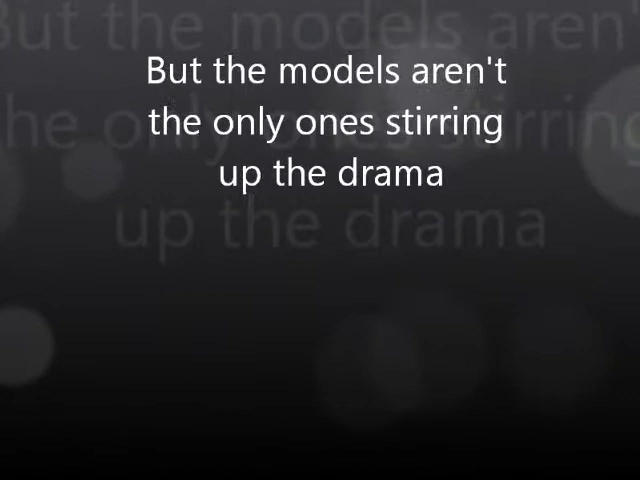 But the models aren't
the only ones stirring
up the drama